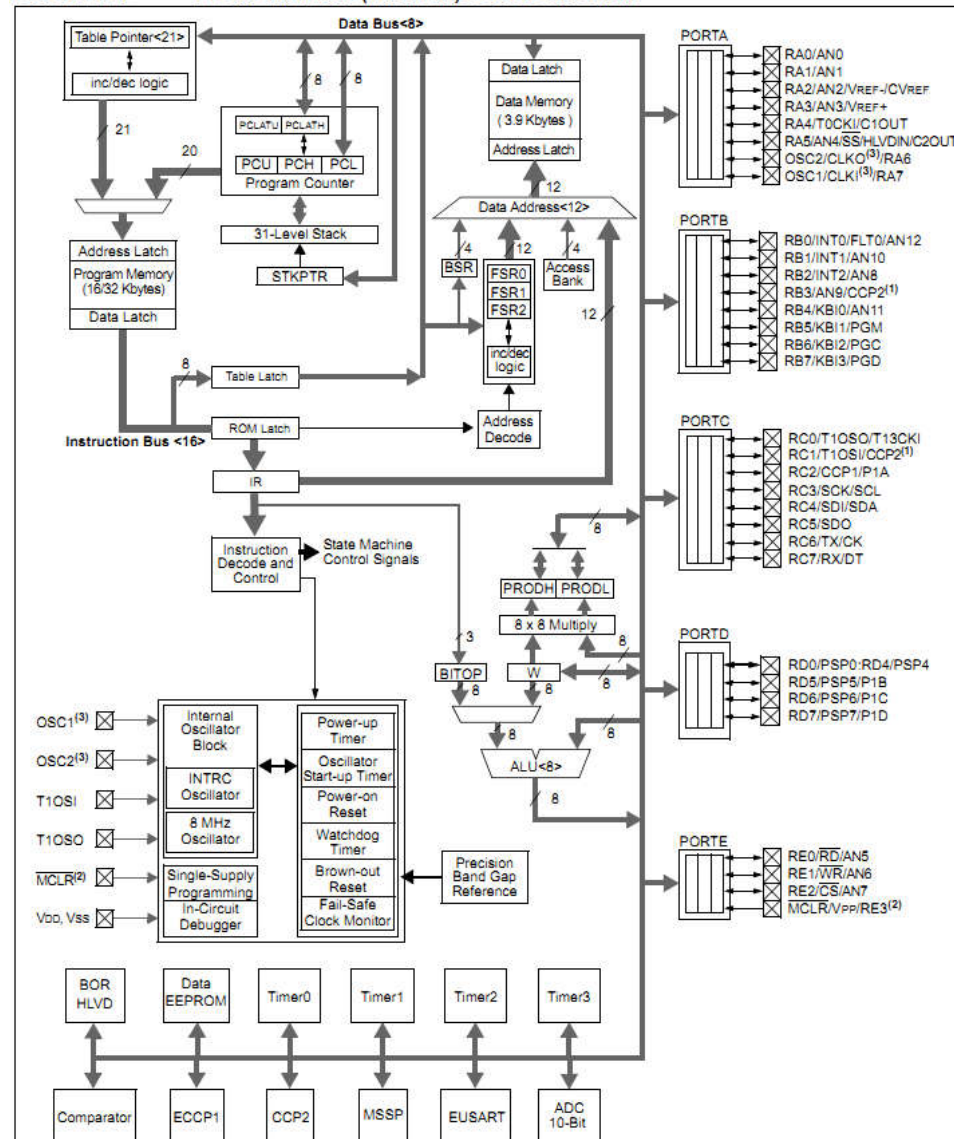 Data Bus<8>
Table Pointer<21>
inc/dec logic
21
20
8
8
PCLATU
PCLATH
PCU
PCH
PCL
Program Counter
31-Level Stack
STKPTR
Address Latch
Program Memory
(16/32 Kbytes)
Data Latch
8
Table Latch
Instruction Bus <16>
ROM Latch
IR
Instruction
Decode and
Control
State Machine
Control Signals
Data Latch
Data Memory
( 3.9 Kbytes )
Address Latch
12
Data Address<12>
4
12
4
BSR
FSR0
FSR1
FSR2
inc/dec
logic
Access
Bank
12
Address
Decode
8
PRODH
PRODL
8 x 8 Multiply
3
8
BITOP
W
8
8
8
8
8
ALU<8>
8
OSC1(3)
OSC2(3)
T1OSI
T1OSO
MCLR(2)
VDD, VSS
Internal
Oscillator
Block
INTRC
Oscillator
8 MHz
Oscillator
Single-Supply
Programming
In-Circuit
Debugger
Power-up
Timer
Oscillator
Start-up Timer
Power-on
Reset
Watchdog
Timer
Brown-out
Reset
Fail-Safe
Clock Monitor
Precision
Band Gap
Reference
PORTA
RA0/AN0
RA1/AN1
RA2/AN2/VREF-/CVREF
RA3/AN3/VREF+
RA4/T0CKI/C1OUT
RA5/AN4/SS/HLVDIN/C2OUT
OSC2/CLKO(3)/RA6
OSC1/CLKI(3)/RA7
PORTB
RB0/INT0/FLT0/AN12
RB1/INT1/AN10
RB2/INT2/AN8
RB3/AN9/CCP2(1)
RB4/KBI0/AN11
RB5/KBI1/PGM
RB6/KBI2/PGC
RB7/KBI3/PGD
PORTC
RC0/T1OSO/T13CKI
RC1/T1OSI/CCP2(1)
RC2/CCP1/P1A
RC3/SCK/SCL
RC4/SDI/SDA
RC5/SDO
RC6/TX/CK
RC7/RX/DT
PORTD
RD0/PSP0:RD4/PSP4
RD5/PSP5/P1B
RD6/PSP6/P1C
RD7/PSP7/P1D
PORTE
RE0/RD/AN5
RE1/WR/AN6
RE2/CS/AN7
MCLR/VPP/RE3(2)
BOR
HLVD
Data
EEPROM
Timer0
Timer1
Timer2
Timer3
Comparator
ECCP1
CCP2
MSSP
EUSART
ADC
10-Bit